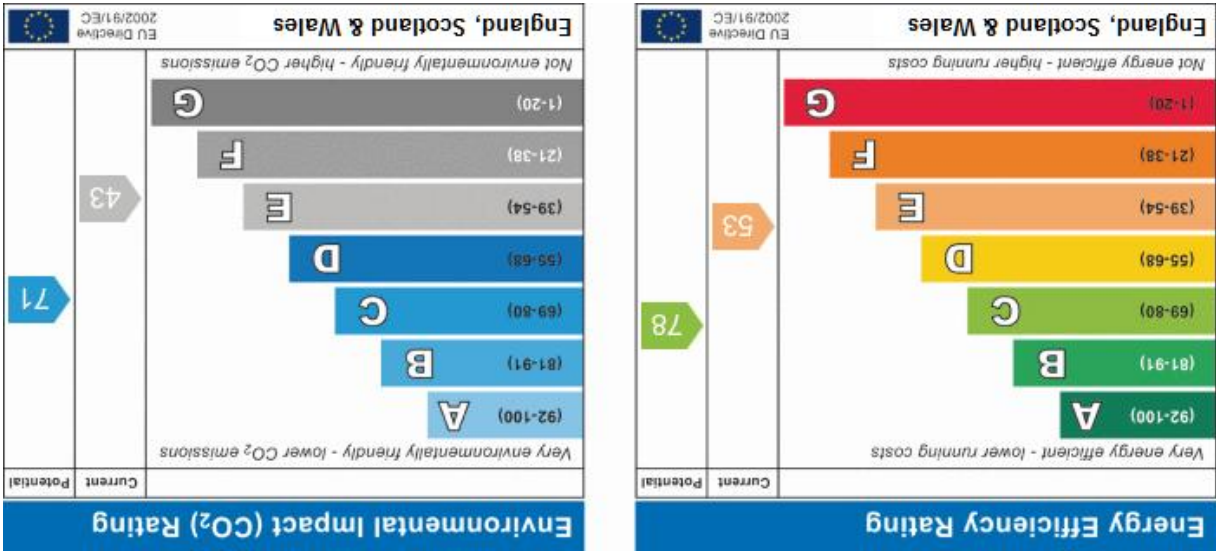 Energy Efficiency Rating
Current Potential
Very energy efficient - lower running costs
(92-100) A
(81-91) B
(69-80) C
78
(55-68) D
53
(39-54) E
(21-38) F
(1-20) G
Not energy efficient - higher running costs
England, Scotland & Wales
EU Directive
2002/91/EC
Environmental Impact (CO₂) Rating
Current Potential
Very environmentally friendly - lower CO₂ emissions
(92-100) A
(81-91) B
(69-80) C
71
(55-68) D
(39-54) E
43
(21-38) F
(1-20) G
Not environmentally friendly - higher CO₂ emissions
England, Scotland & Wales
EU Directive
2002/91/EC